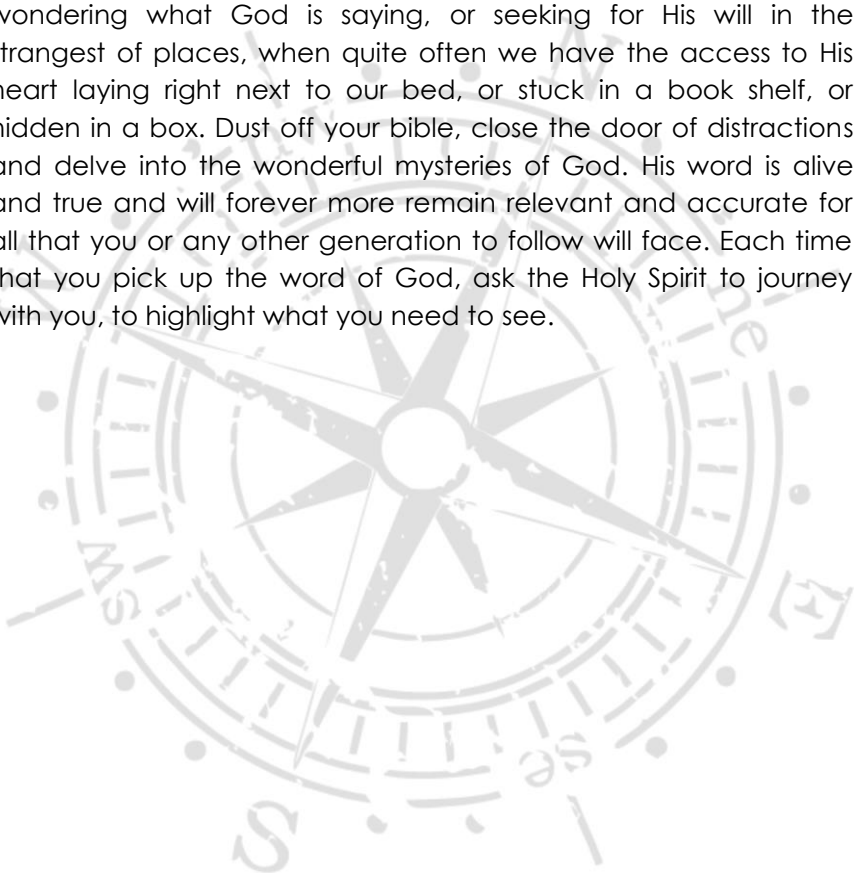 wondering what God is saying, or seeking for His will in the
trangest of places, when quite often we have the access to His
heart laying right next to our bed, or stuck in a book shelf, or
hidden in a box. Dust off your bible, close the door of distractions
and delve into the wonderful mysteries of God. His word is alive
and true and will forever more remain relevant and accurate for
all that you or any other generation to follow will face. Each time
that you pick up the word of God, ask the Holy Spirit to journey
with you, to highlight what you need to see.
N
ne
E
se
S
sw